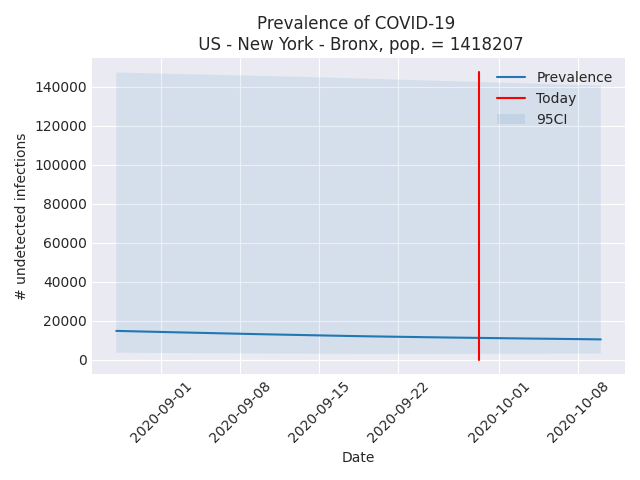 Prevalence of COVID-19
US - New York - Bronx, pop. = 1418207
Prevalence
Today
95CI
140000
120000
100000
80000
60000
40000
20000
0
# undetected infections
2020-09-01
2020-09-08
2020-09-15
2020-09-22
2020-10-01
2020-10-08
Date